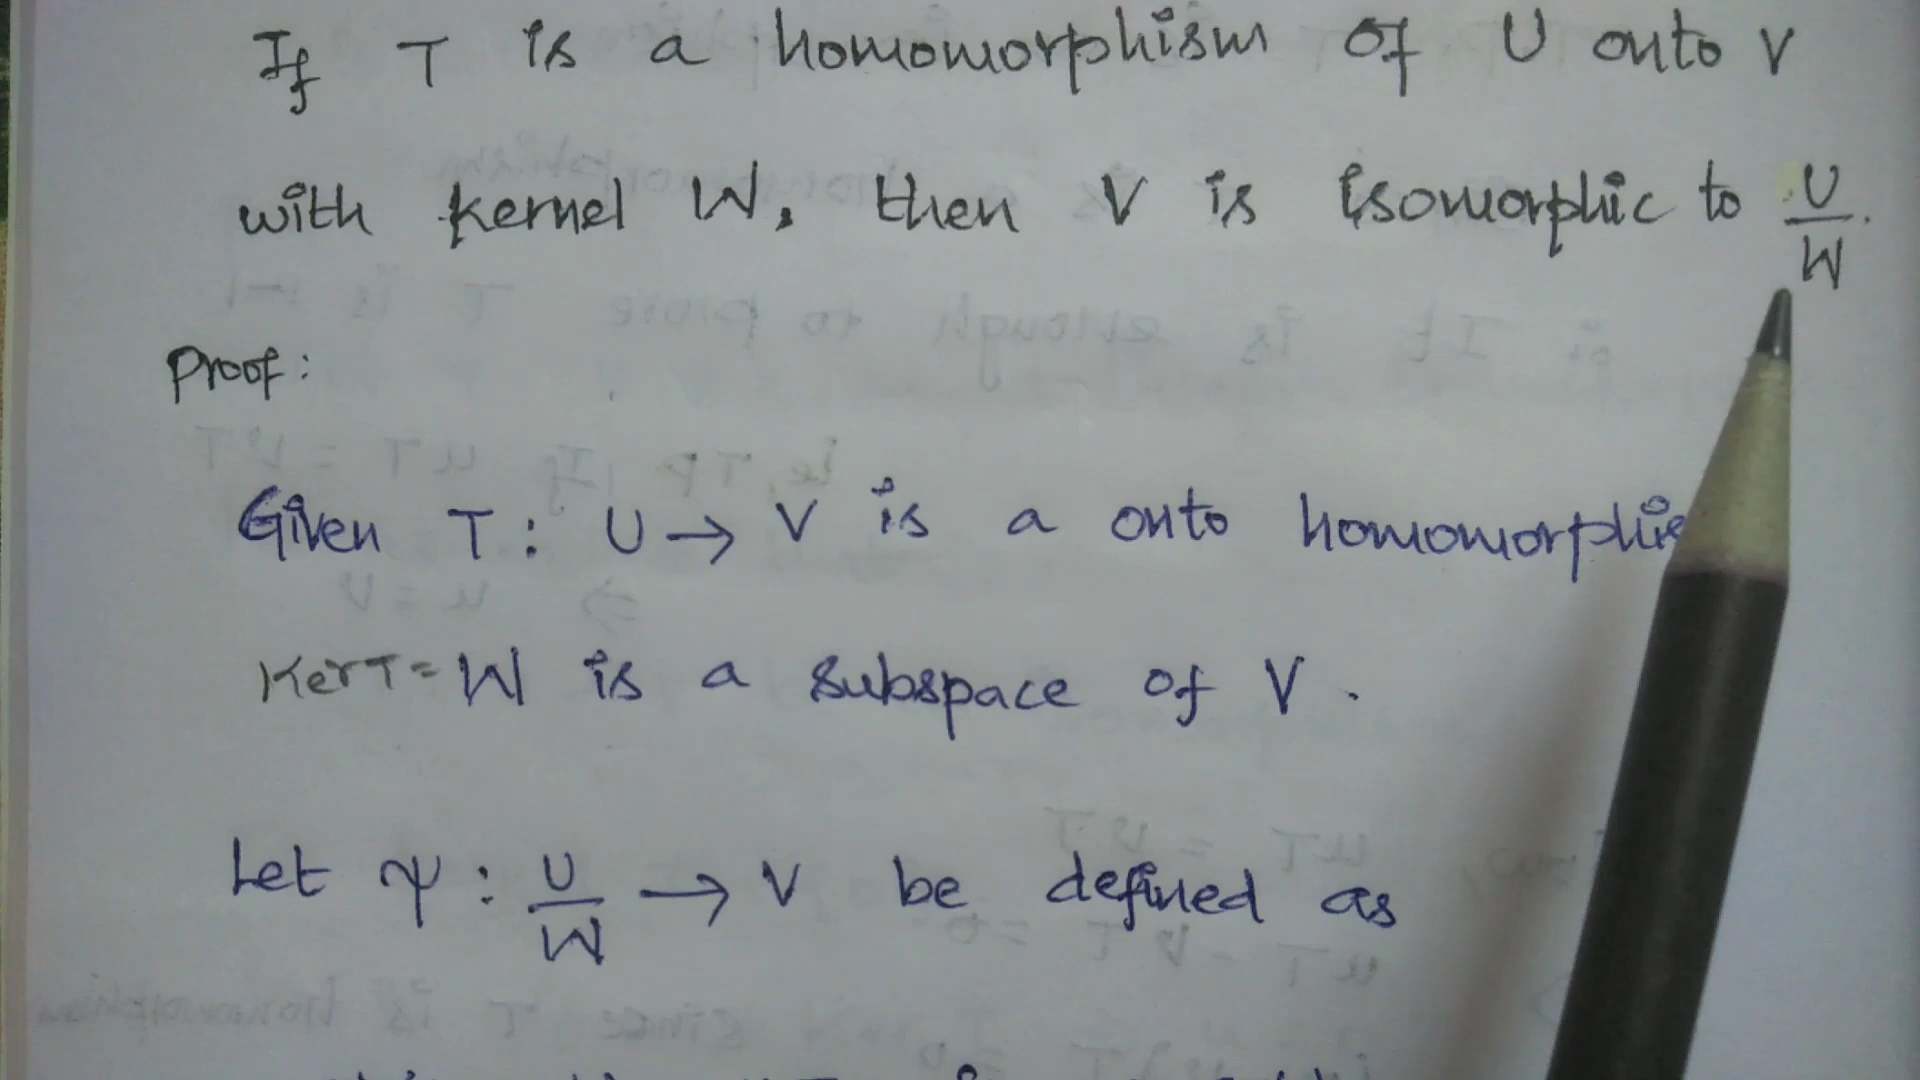 If T is a homomorphism of U onto V
with kernel W, then V is isomorphic to U/W.
Proof:
Given T: U → V is a onto homomorphis
Ker T = W is a subspace of V.
Let ψ: U/W → V be defined as